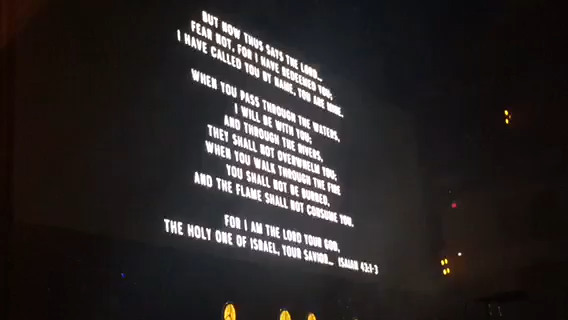 BUT NOW THUS SAYS THE LORD...
FEAR NOT, FOR I HAVE REDEEMED YOU;
I HAVE CALLED YOU BY NAME, YOU ARE MINE.
WHEN YOU PASS THROUGH THE WATERS,
I WILL BE WITH YOU;
AND THROUGH THE RIVERS,
THEY SHALL NOT OVERWHELM YOU;
WHEN YOU WALK THROUGH THE FIRE
YOU SHALL NOT BE BURNED,
AND THE FLAME SHALL NOT CONSUME YOU.
FOR I AM THE LORD YOUR GOD,
THE HOLY ONE OF ISRAEL, YOUR SAVIOR... ISAIAH 43:1-3